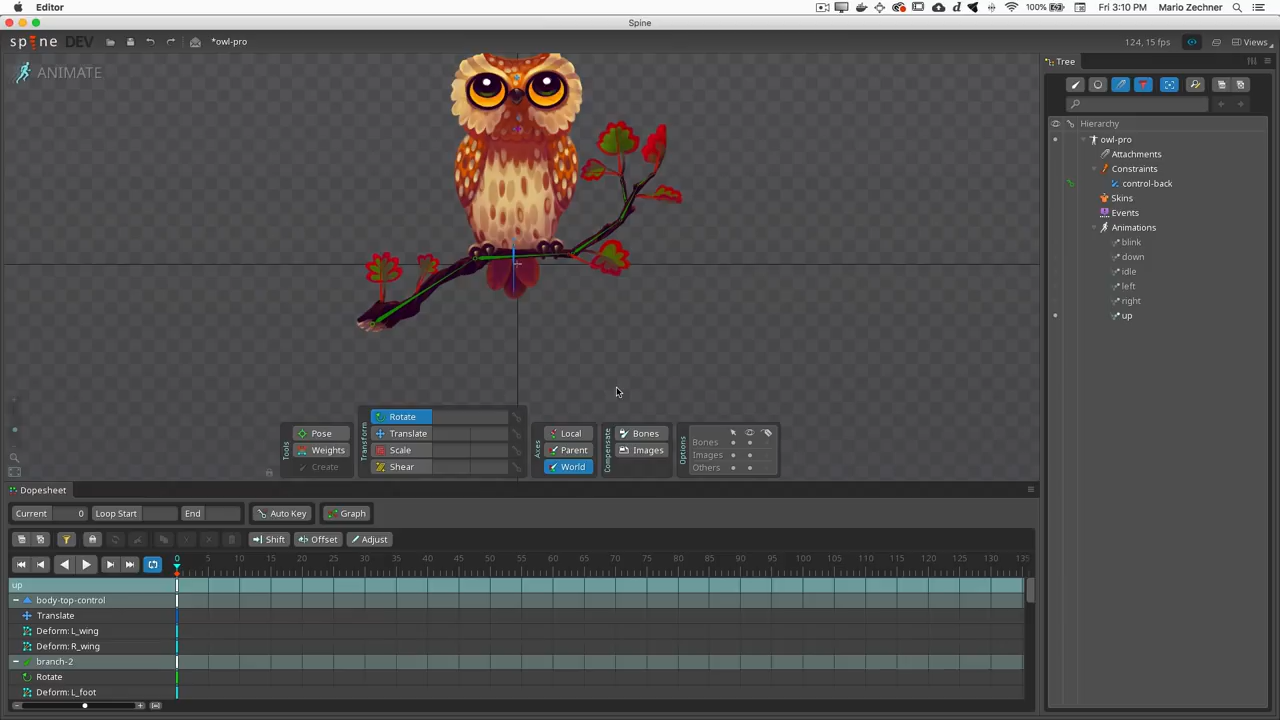 Editor 100% Fri 3:10 PM Mario Zechner
Spine
spine DEV *owl-pro 124, 15 fps Views
ANIMATE
Tree
Hierarchy
owl-pro
Attachments
Constraints
control-back
Skins
Events
Animations
blink
down
idle
left
right
up
Tools
Pose
Weights
Create
Transform
Rotate
Translate
Scale
Shear
Axes
Local
Parent
World
Compensate
Bones
Images
Options
Bones
Images
Others
Dopesheet
Current 0 Loop Start End Auto Key Graph
Shift Offset Adjust
0 5 10 15 20 25 30 35 40 45 50 55 60 65 70 75 80 85 90 95 100 105 110 115 120 125 130 135
up
body-top-control
Translate
Deform: L_wing
Deform: R_wing
branch-2
Rotate
Deform: L_foot